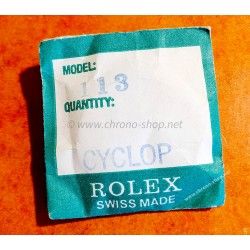 MODEL:
113
QUANTITY:
www.chrono-shop.net
CYCLOP
ROLEX
SWISS MADE